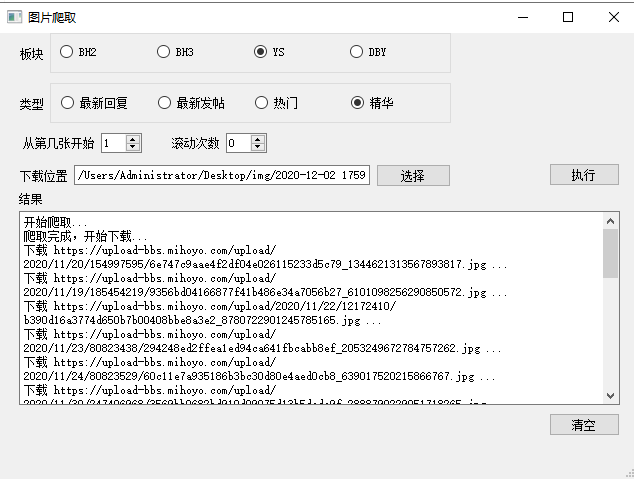 图片爬取
板块 BH2 BH3 YS DBY
类型 最新回复 最新发帖 热门 精华
从第几张开始 1 滚动次数 0
下载位置 /Users/Administrator/Desktop/img/2020-12-02 1759 选择 执行
结果
开始爬取...
爬取完成，开始下载...
下载 https://upload-bbs.mihoyo.com/upload/
2020/11/20/154997595/6e747c9aae4f2df04e026115233d5c79_1344621313567893817.jpg ...
下载 https://upload-bbs.mihoyo.com/upload/
2020/11/19/185454219/9356bd04166877f41b486e34a7056b27_6101098256290850572.jpg ...
下载 https://upload-bbs.mihoyo.com/upload/2020/11/22/12172410/
b390d16a3774d650b7b00408bbe8a3e2_8780722901245785165.jpg ...
下载 https://upload-bbs.mihoyo.com/upload/
2020/11/23/80823438/294248ed2ffea1ed94ca641fbcabb8ef_2053249672784757262.jpg ...
下载 https://upload-bbs.mihoyo.com/upload/
2020/11/24/80823529/60c11e7a935186b3bc30d80e4aed0cb8_639017520215866767.jpg ...
下载 https://upload-bbs.mihoyo.com/upload/
清空